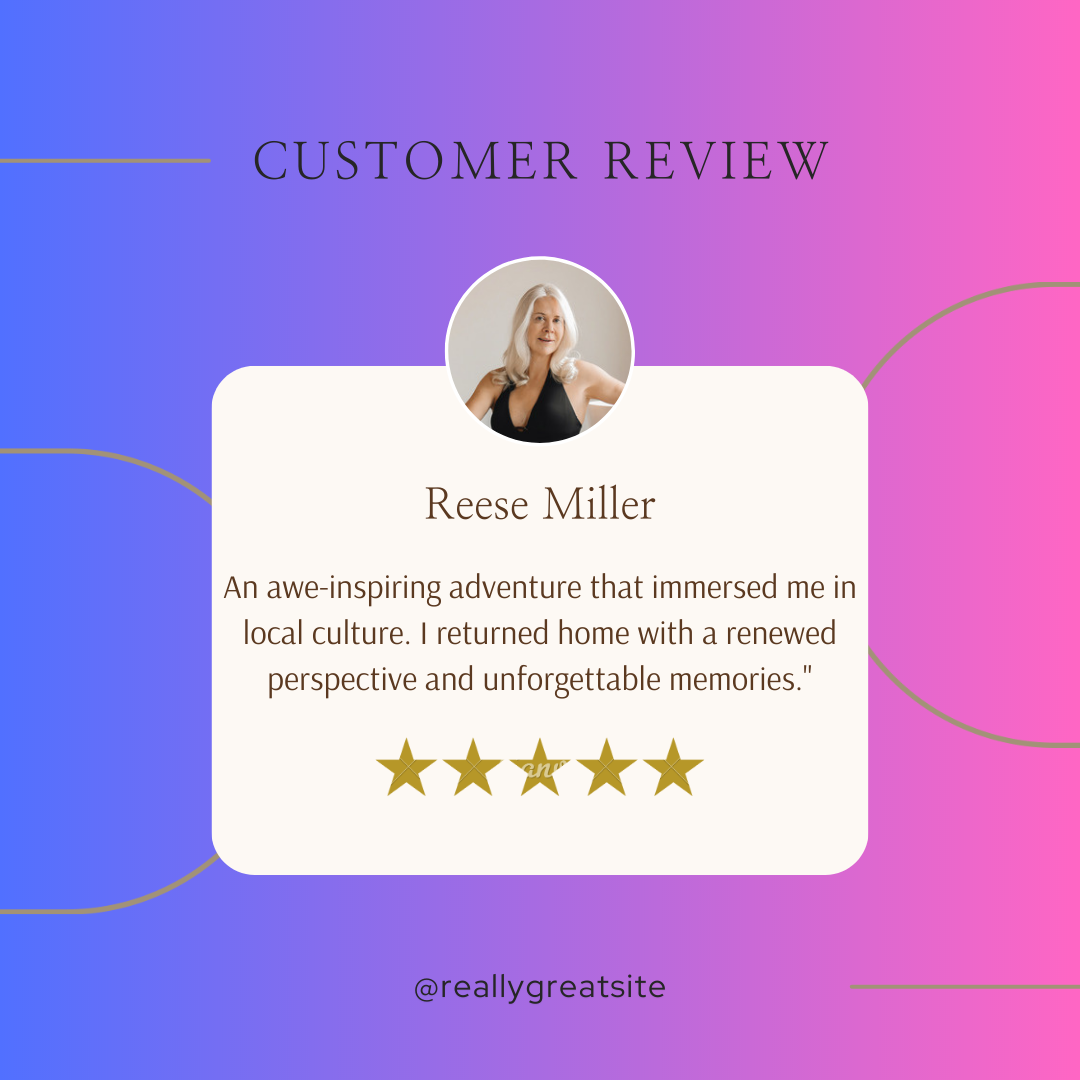 CUSTOMER REVIEW
Reese Miller
An awe-inspiring adventure that immersed me in
local culture. I returned home with a renewed
perspective and unforgettable memories."
@reallygreatsite